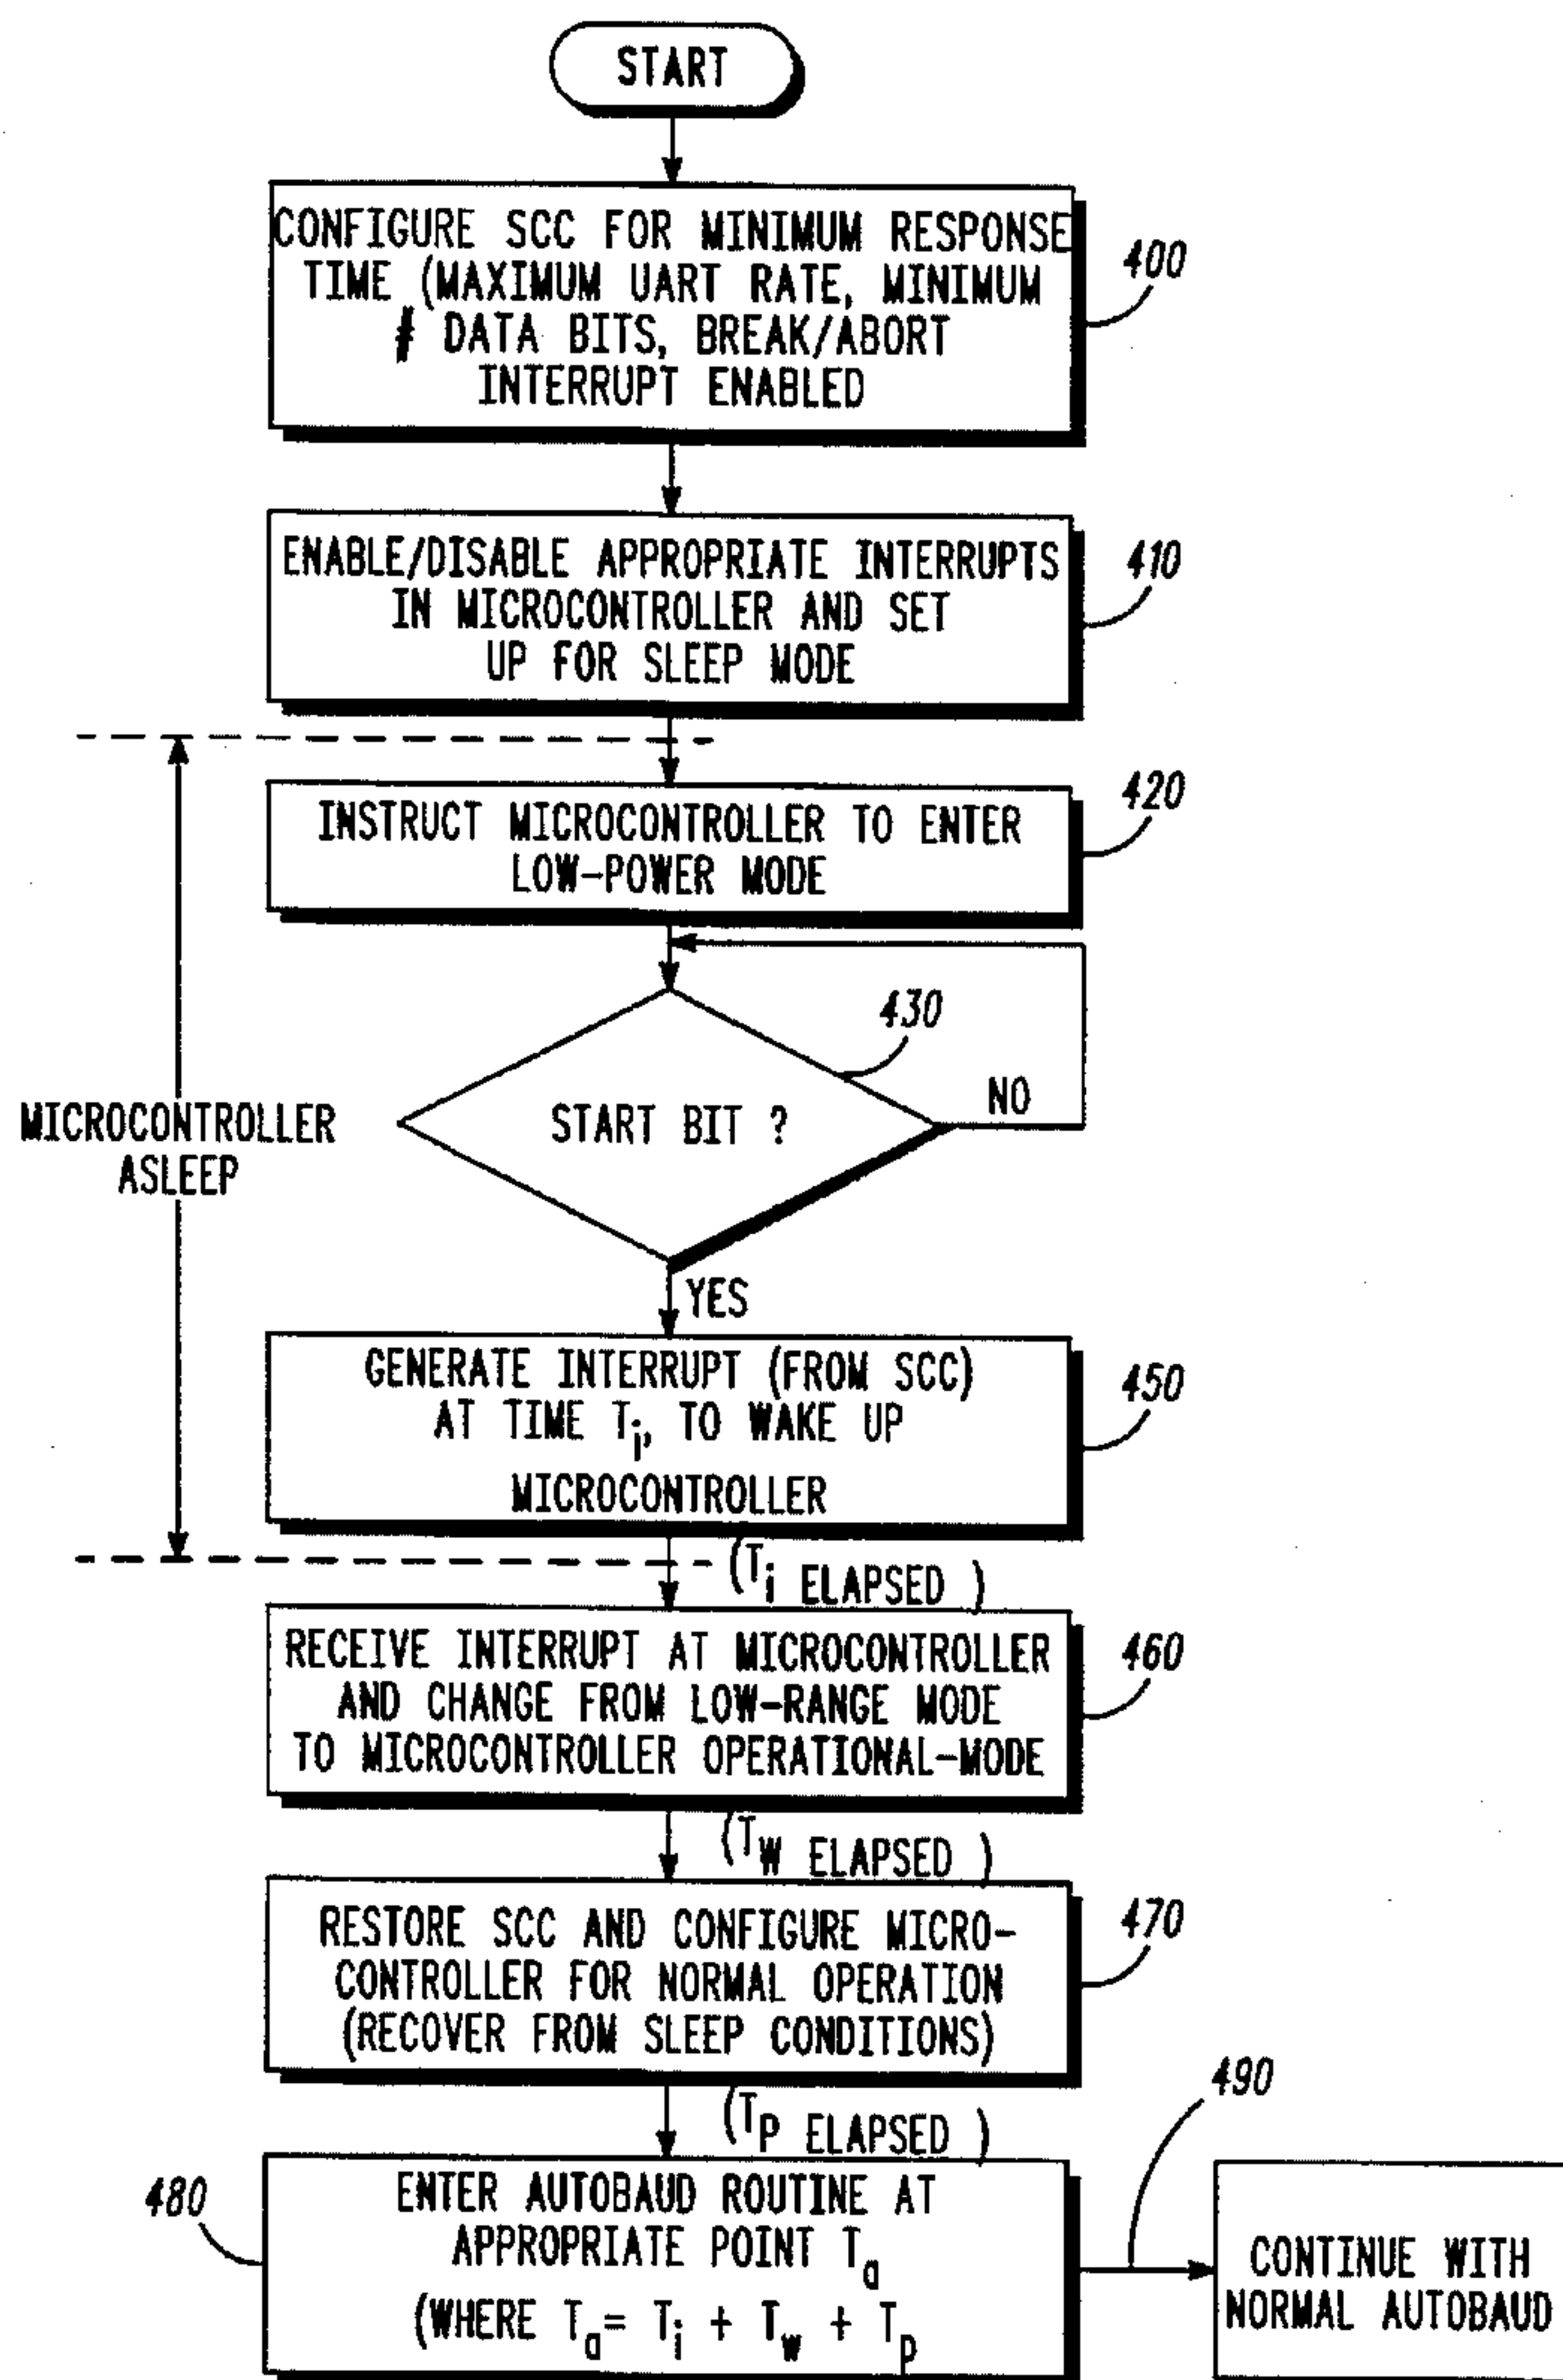 START
CONFIGURE SCC FOR MINIMUM RESPONSE
TIME (MAXIMUM UART RATE, MINIMUM
# DATA BITS, BREAK/ABORT
INTERRUPT ENABLED
400
ENABLE/DISABLE APPROPRIATE INTERRUPTS
IN MICROCONTROLLER AND SET
UP FOR SLEEP MODE
410
INSTRUCT MICROCONTROLLER TO ENTER
LOW-POWER MODE
420
430
START BIT ?
NO
MICROCONTROLLER
ASLEEP
YES
GENERATE INTERRUPT (FROM SCC)
AT TIME Ti, TO WAKE UP
MICROCONTROLLER
450
(Ti ELAPSED )
RECEIVE INTERRUPT AT MICROCONTROLLER
AND CHANGE FROM LOW-RANGE MODE
TO MICROCONTROLLER OPERATIONAL-MODE
460
(TW ELAPSED )
RESTORE SCC AND CONFIGURE MICRO-
CONTROLLER FOR NORMAL OPERATION
(RECOVER FROM SLEEP CONDITIONS)
470
(TP ELAPSED )
490
480
ENTER AUTOBAUD ROUTINE AT
APPROPRIATE POINT Ta
(WHERE Ta= Ti + Tw + Tp
CONTINUE WITH
NORMAL AUTOBAUD